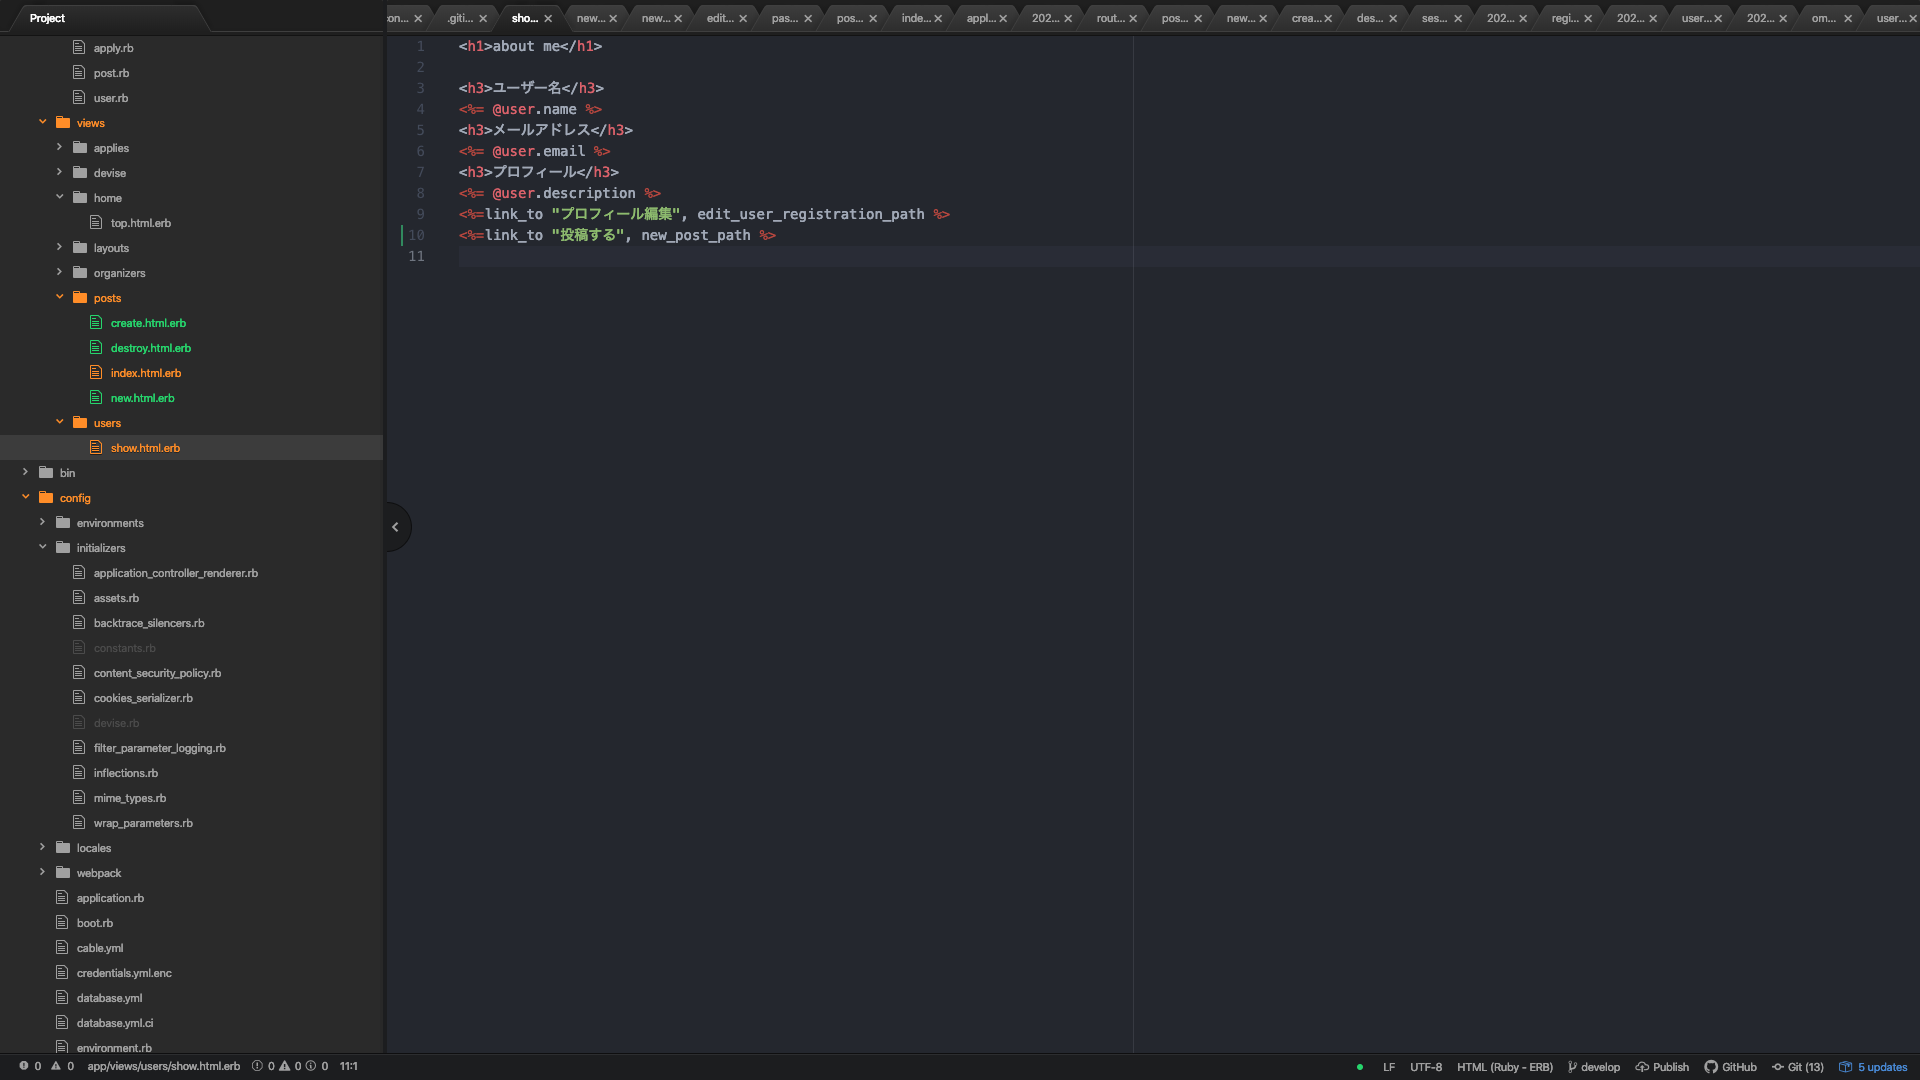 Project
apply.rb
post.rb
user.rb
views
applies
devise
home
top.html.erb
layouts
organizers
posts
create.html.erb
destroy.html.erb
index.html.erb
new.html.erb
users
show.html.erb
bin
config
environments
initializers
application_controller_renderer.rb
assets.rb
backtrace_silencers.rb
constants.rb
content_security_policy.rb
cookies_serializer.rb
devise.rb
filter_parameter_logging.rb
inflections.rb
mime_types.rb
wrap_parameters.rb
locales
webpack
application.rb
boot.rb
cable.yml
credentials.yml.enc
database.yml
database.yml.ci
environment.rb
con... .giti... sho... new... new... edit... pas... pos... inde... appl... 202... rout... pos... new... crea... des... ses... 202... regi... 202... user... 202... om... user...
1 <h1>about me</h1>
2
3 <h3>ユーザー名</h3>
4 <%= @user.name %>
5 <h3>メールアドレス</h3>
6 <%= @user.email %>
7 <h3>プロフィール</h3>
8 <%= @user.description %>
9 <%=link_to "プロフィール編集", edit_user_registration_path %>
10 <%=link_to "投稿する", new_post_path %>
11
0 0 app/views/users/show.html.erb 0 0 0 11:1 LF UTF-8 HTML (Ruby - ERB) develop Publish GitHub Git (13) 5 updates